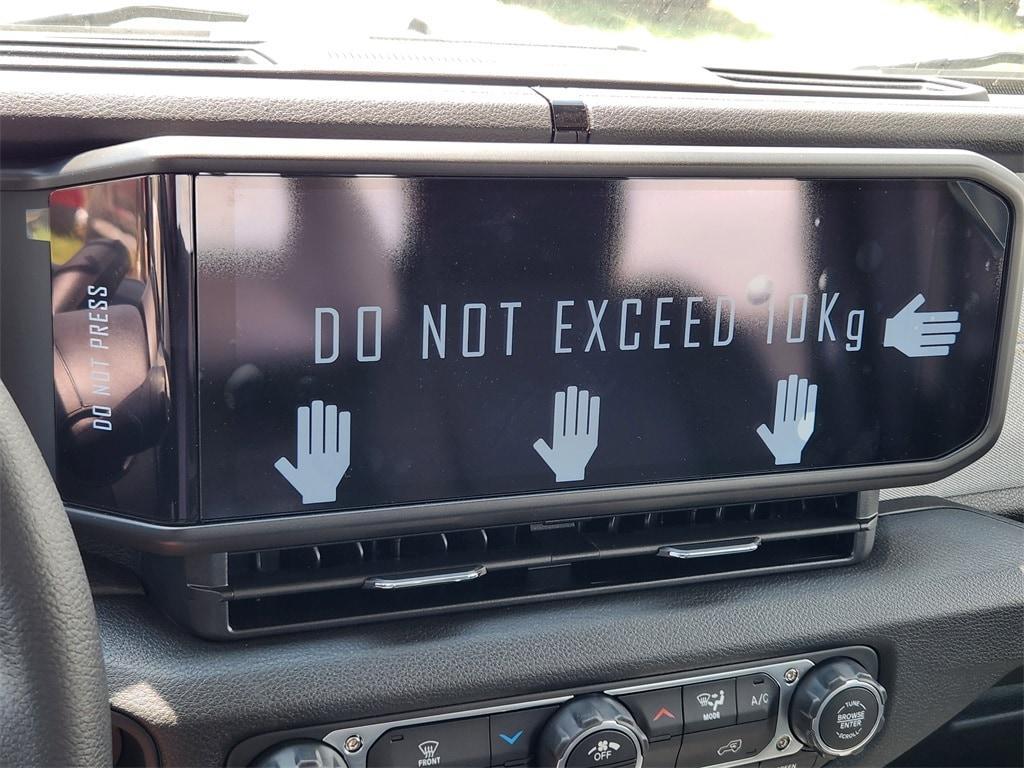 DO NOT PRESS
DO NOT EXCEED 10Kg
FRONT
OFF
MODE
A/C
TUNE
BROWSE
ENTER
SCROLL